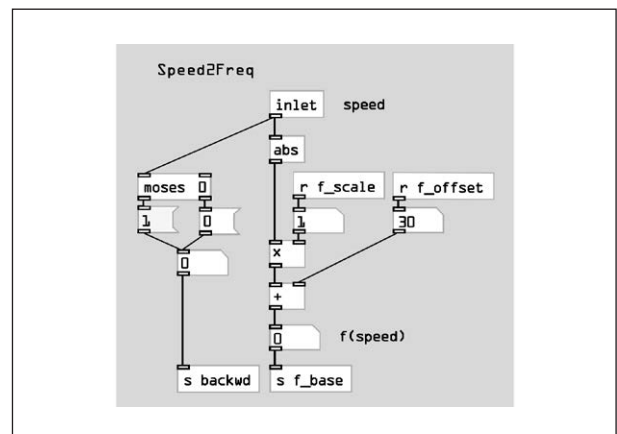 Speed2Freq
inlet speed
abs
moses 0 r f_scale r f_offset
1 0 1 30
0 ×
+
0 f(speed)
s backwd s f_base